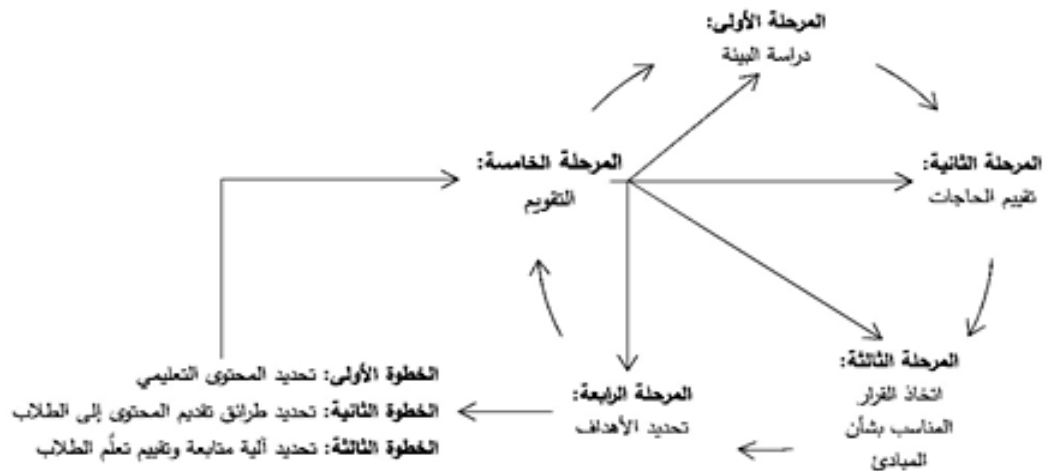 المرحلة الأولى:
دراسة البيئة
المرحلة الثانية:
تقييم الحاجات
المرحلة الثالثة:
اتخاذ القرار
المناسب بشأن
المبادئ
المرحلة الرابعة:
تحديد الأهداف
الخطوة الأولى: تحديد المحتوى التعليمي
الخطوة الثانية: تحديد طرائق تقديم المحتوى إلى الطلاب
الخطوة الثالثة: تحديد آلية متابعة وتقييم تعلّم الطلاب
المرحلة الخامسة:
التقويم